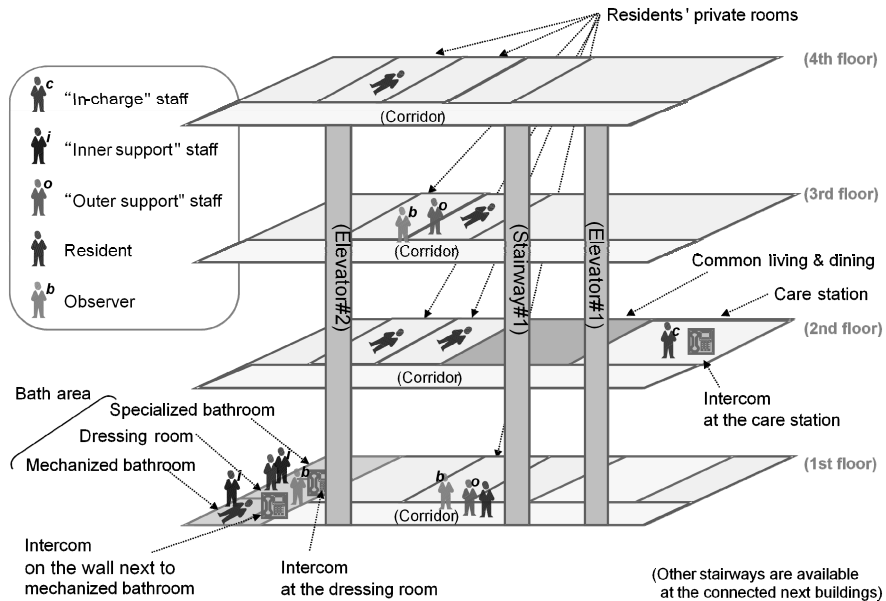 Residents' private rooms
(4th floor)
c
"In-charge" staff
i
"Inner support" staff
o
"Outer support" staff
Resident
b
Observer
(Corridor)
(3rd floor)
b
o
(Corridor)
(Elevator#2)
(Stairway#1)
(Elevator#1)
Common living & dining
Care station
(2nd floor)
c
(Corridor)
Intercom
at the care station
Bath area
Specialized bathroom
Dressing room
Mechanized bathroom
(1st floor)
i
i
b
b
o
(Corridor)
Intercom
on the wall next to
mechanized bathroom
Intercom
at the dressing room
(Other stairways are available
at the connected next buildings)